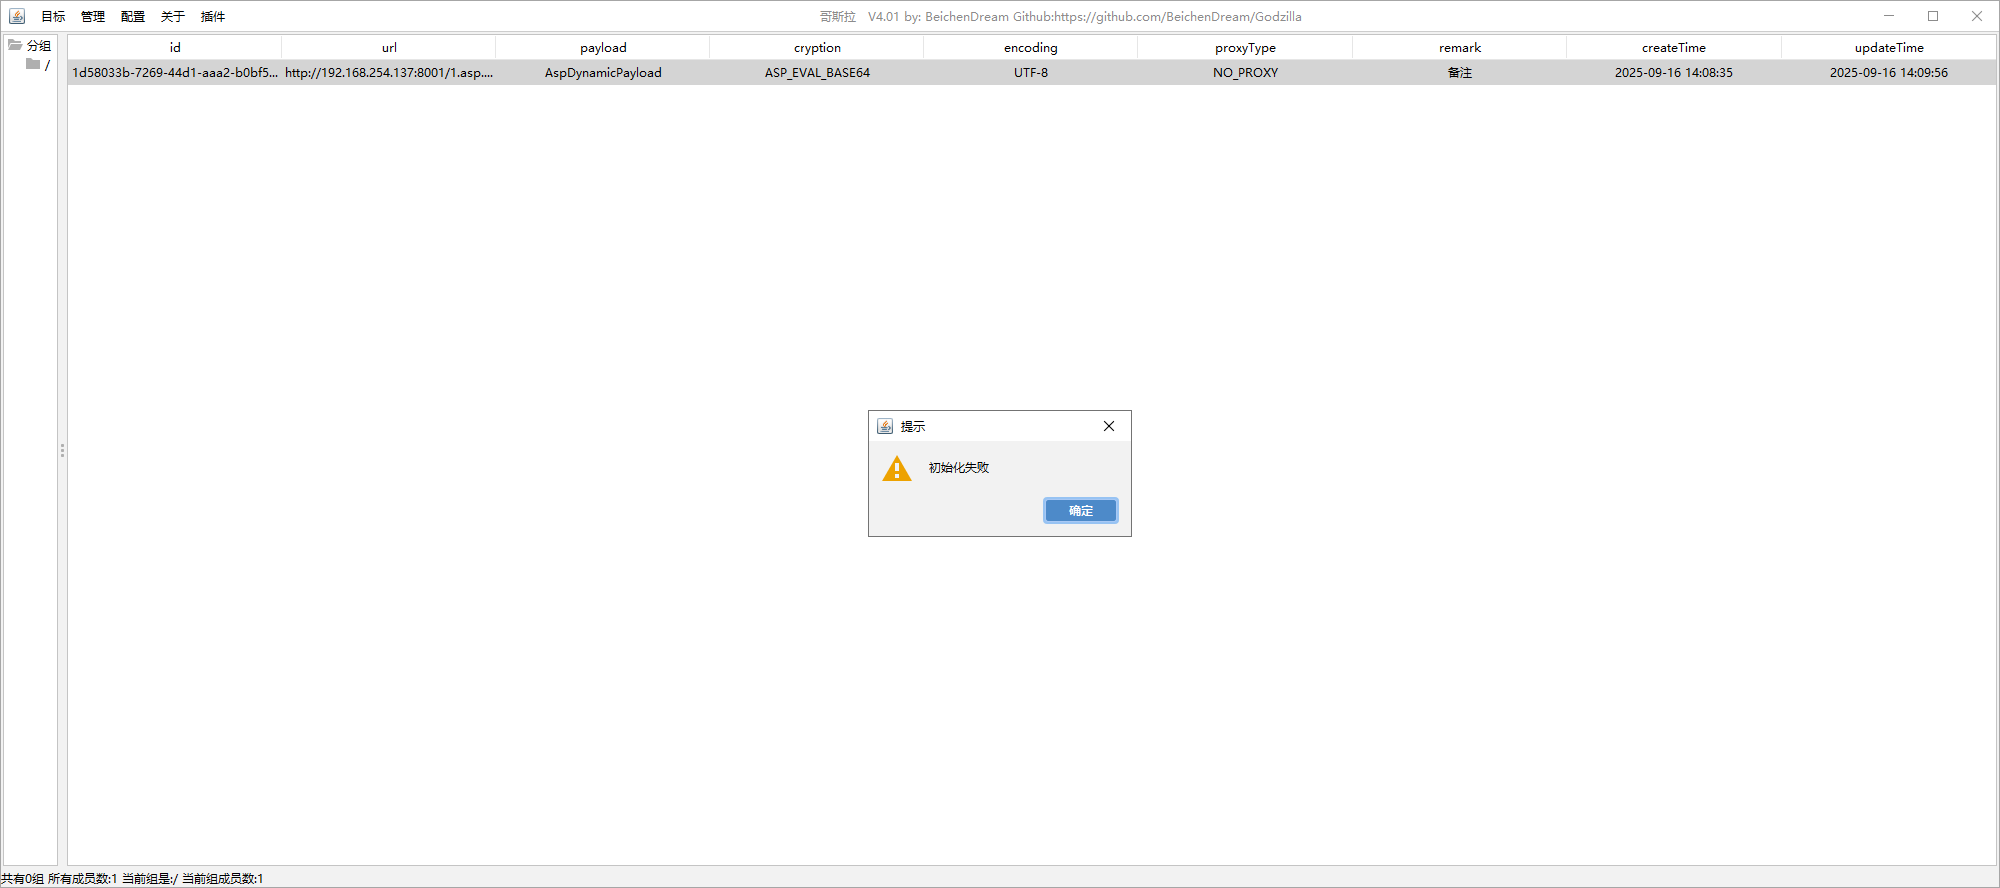 目标 管理 配置 关于 插件 哥斯拉 V4.01 by: BeichenDream Github:https://github.com/BeichenDream/Godzilla
分组
/
id url payload cryption encoding proxyType remark createTime updateTime
1d58033b-7269-44d1-aaa2-b0bf5... http://192.168.254.137:8001/1.asp.... AspDynamicPayload ASP_EVAL_BASE64 UTF-8 NO_PROXY 备注 2025-09-16 14:08:35 2025-09-16 14:09:56
提示
初始化失败
确定
共有0组 所有成员数:1 当前组是:/ 当前组成员数:1